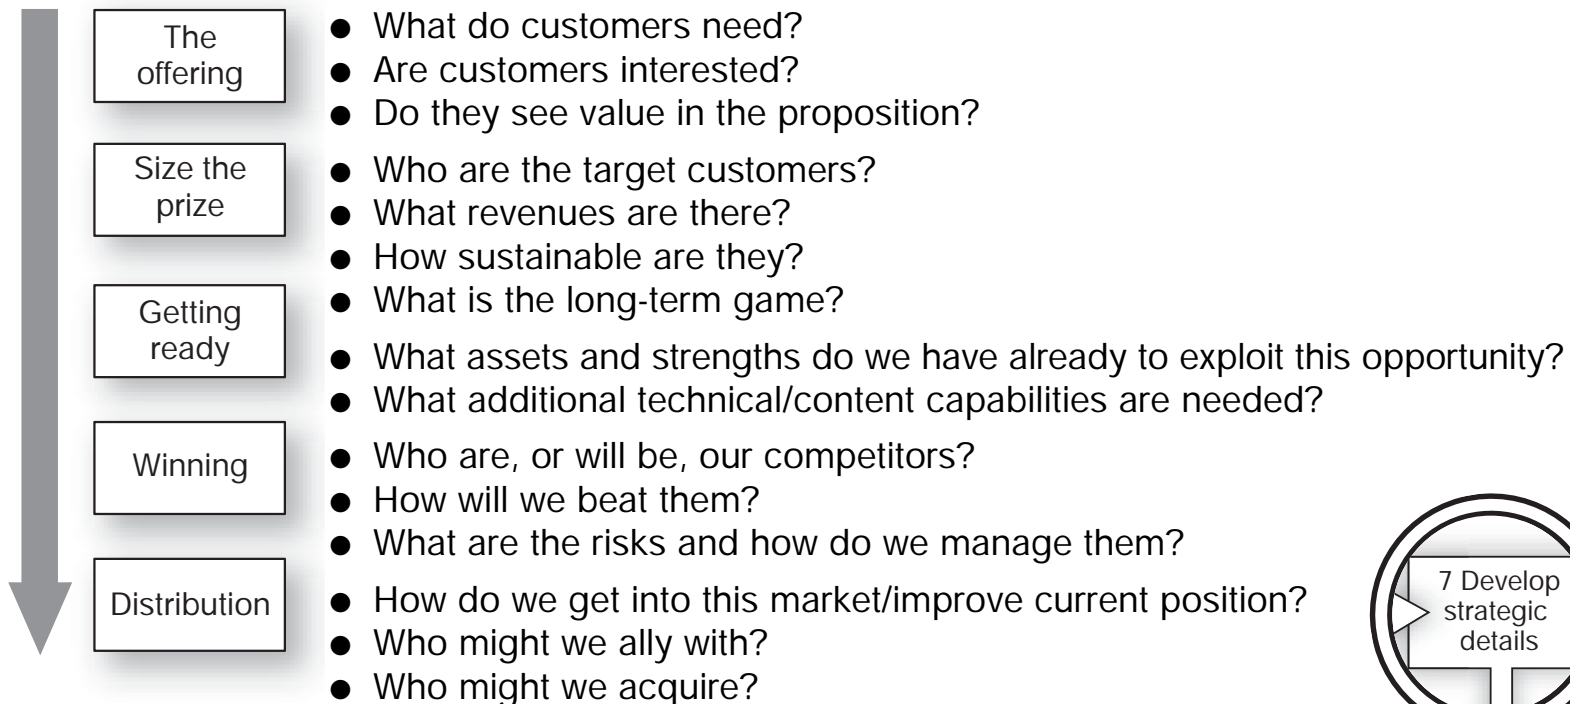 The
offering
● What do customers need?
● Are customers interested?
● Do they see value in the proposition?
Size the
prize
● Who are the target customers?
● What revenues are there?
● How sustainable are they?
● What is the long-term game?
Getting
ready
● What assets and strengths do we have already to exploit this opportunity?
● What additional technical/content capabilities are needed?
Winning
● Who are, or will be, our competitors?
● How will we beat them?
● What are the risks and how do we manage them?
Distribution
● How do we get into this market/improve current position?
● Who might we ally with?
● Who might we acquire?
7 Develop
strategic
details